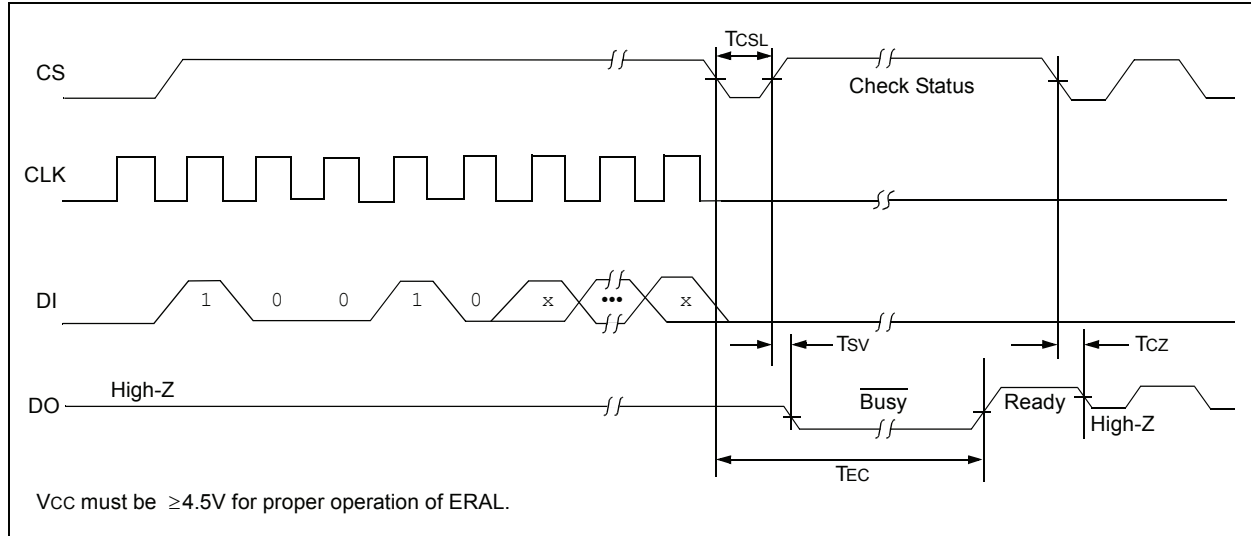 TCSL
CS
Check Status
CLK
DI
1 0 0 1 0 x ••• x
TSV
TCZ
High-Z
DO
Busy
Ready
High-Z
TEC
VCC must be ≥4.5V for proper operation of ERAL.